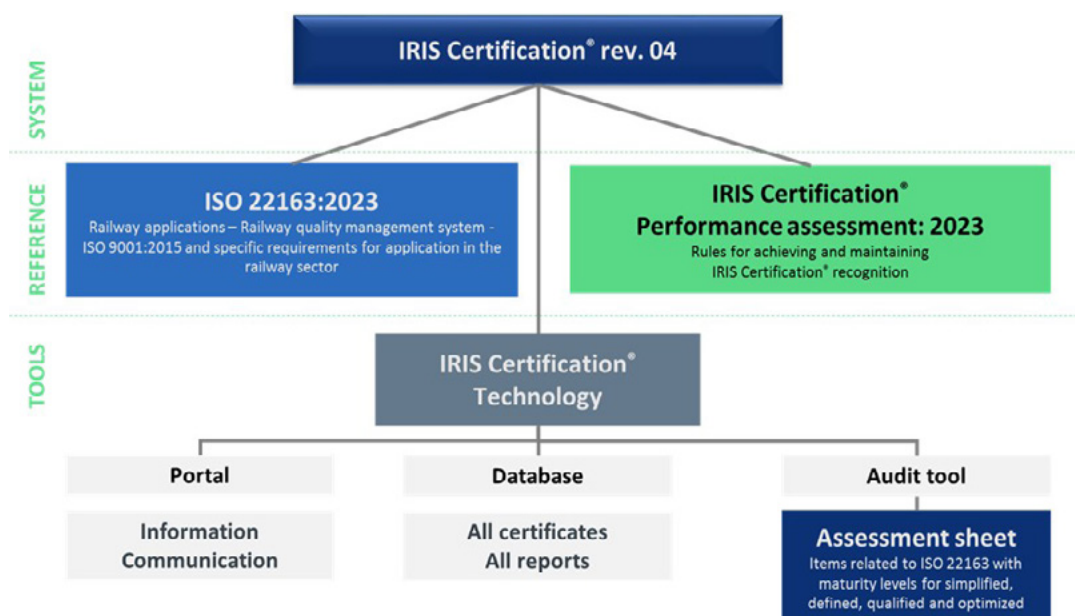 IRIS Certification® rev. 04
SYSTEM
REFERENCE
ISO 22163:2023
Railway applications – Railway quality management system -
ISO 9001:2015 and specific requirements for application in the
railway sector
IRIS Certification®
Performance assessment: 2023
Rules for achieving and maintaining
IRIS Certification® recognition
TOOLS
IRIS Certification®
Technology
Portal
Information
Communication
Database
All certificates
All reports
Audit tool
Assessment sheet
Items related to ISO 22163 with
maturity levels for simplified,
defined, qualified and optimized